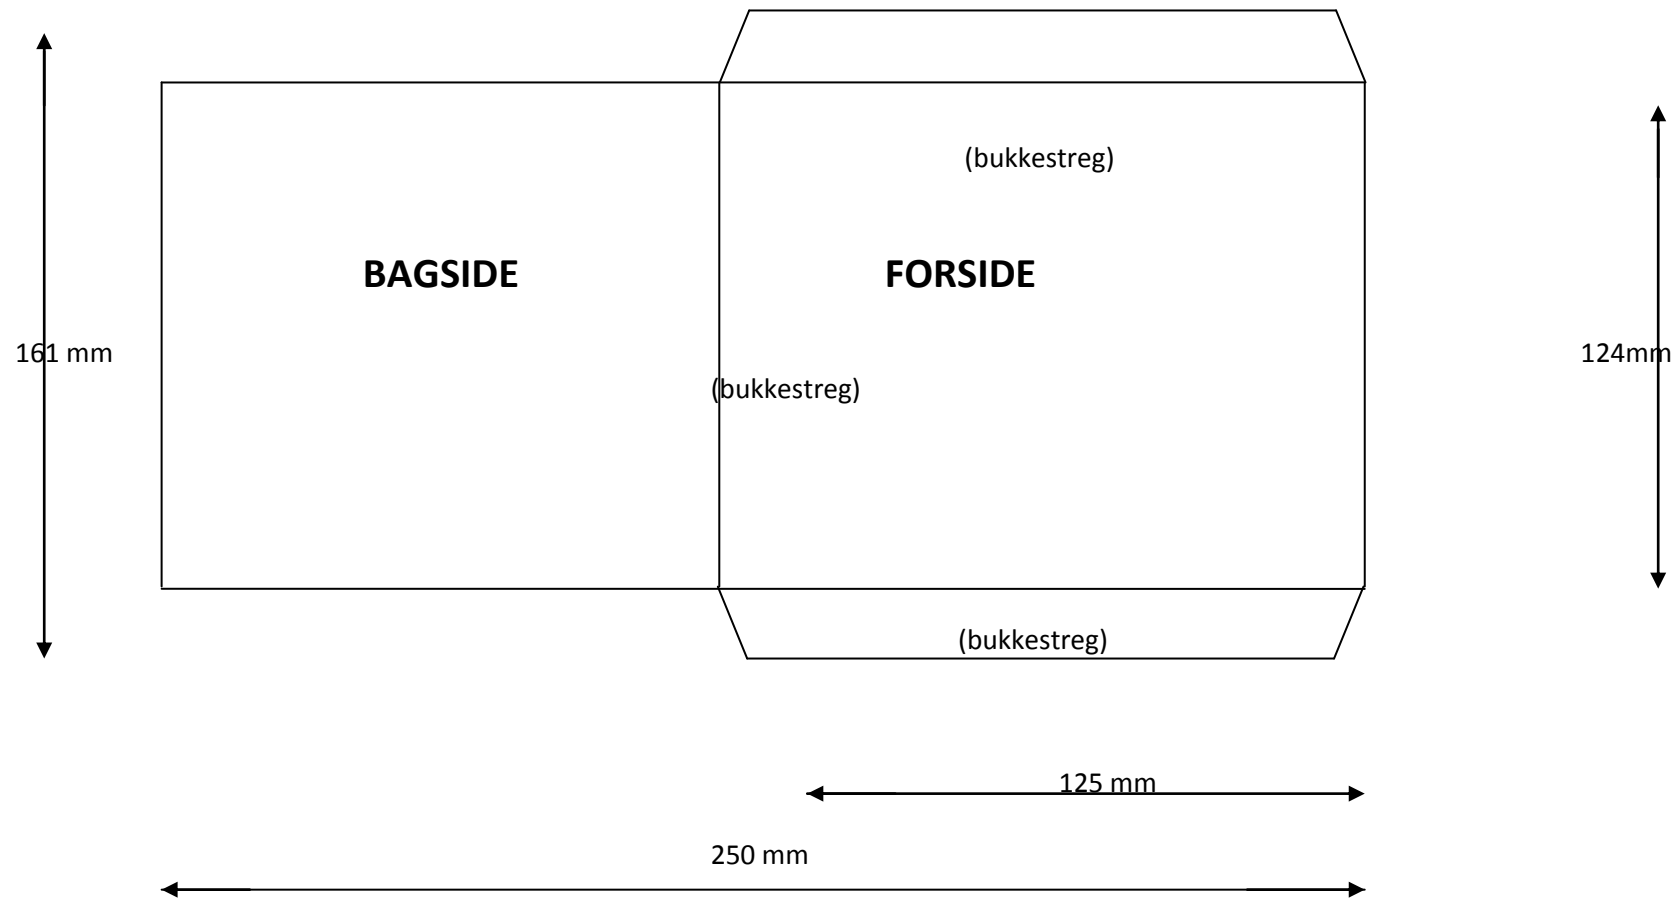 (bukkestreg)
BAGSIDE
FORSIDE
161 mm
124mm
(bukkestreg)
(bukkestreg)
125 mm
250 mm